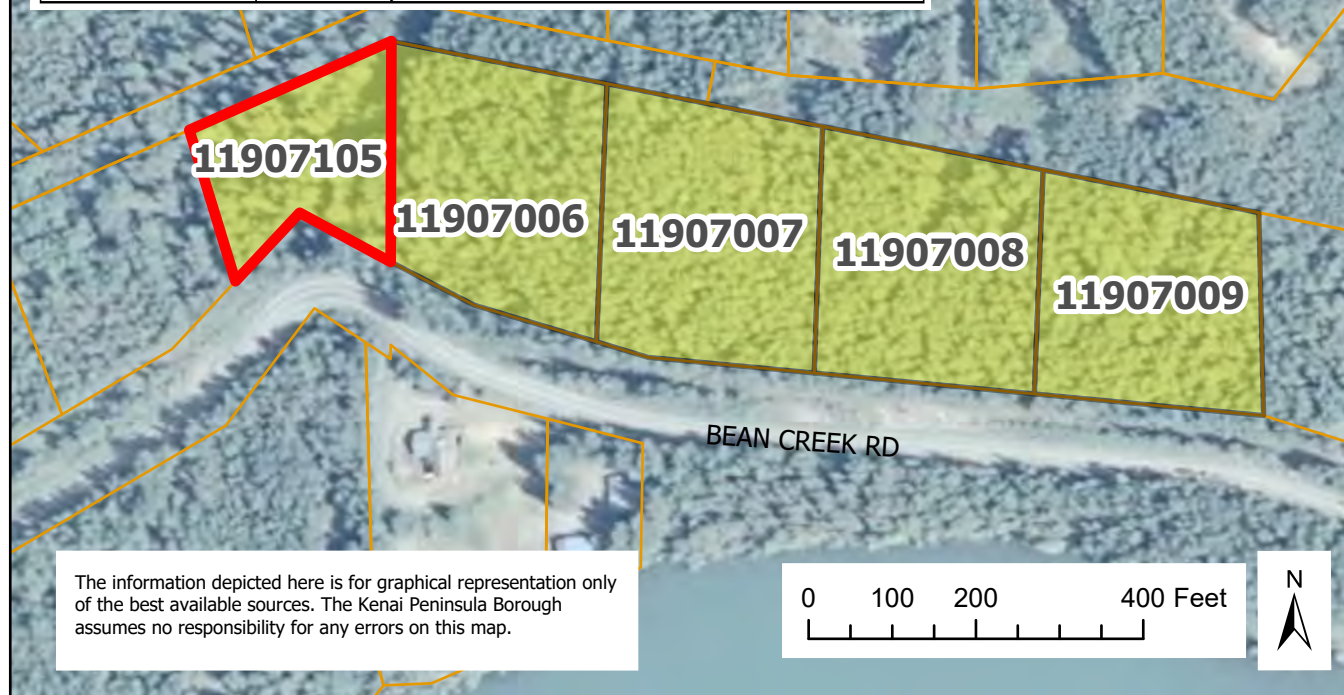 11907105
11907006
11907007
11907008
11907009
BEAN CREEK RD
The information depicted here is for graphical representation only
of the best available sources. The Kenai Peninsula Borough
assumes no responsibility for any errors on this map.
0 100 200 400 Feet
N